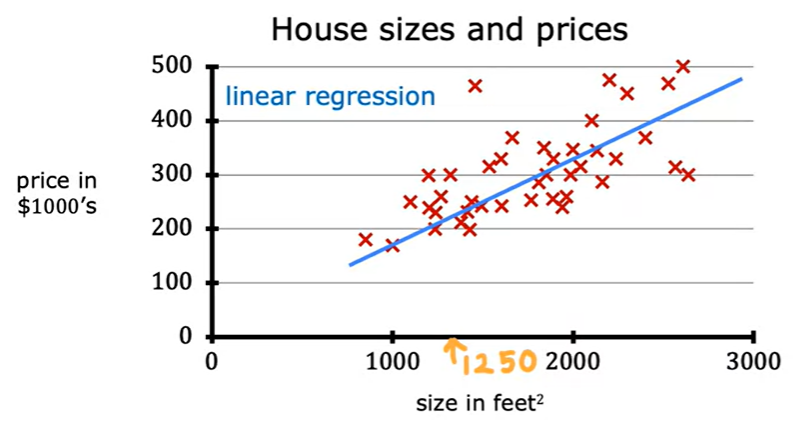 House sizes and prices
500
linear regression
400
300
price in
$1000's
200
100
0
0 1000 1250 2000 3000
size in feet²